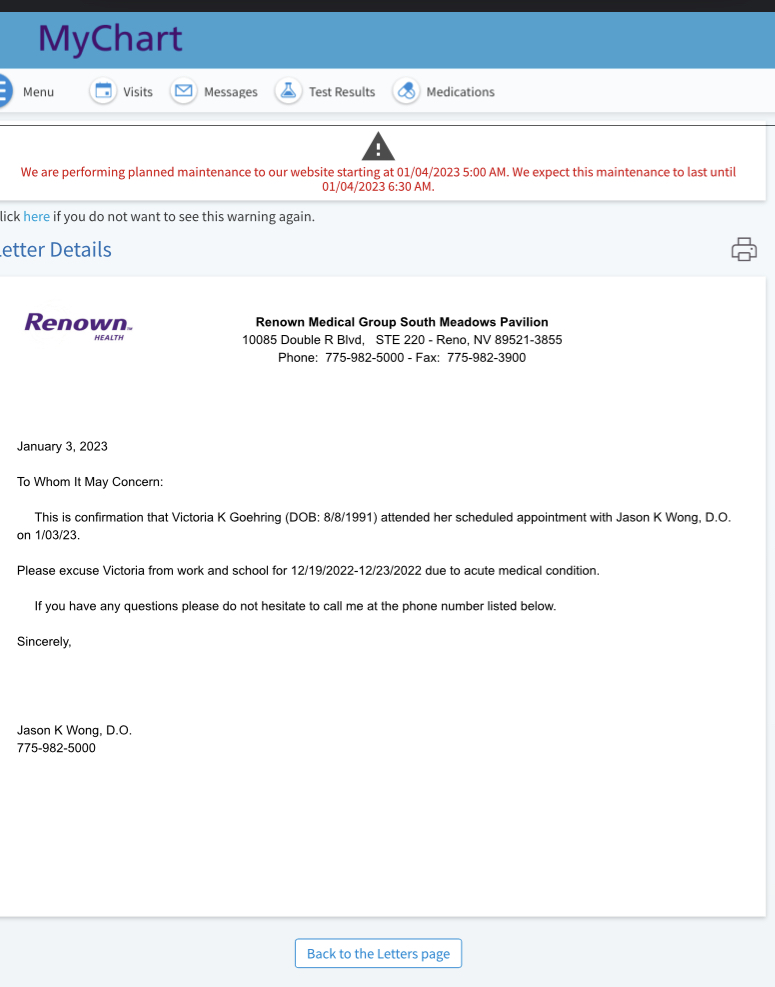 MyChart
Menu Visits Messages Test Results Medications
We are performing planned maintenance to our website starting at 01/04/2023 5:00 AM. We expect this maintenance to last until
01/04/2023 6:30 AM.
lick here if you do not want to see this warning again.
etter Details
Renown
HEALTH
Renown Medical Group South Meadows Pavilion
10085 Double R Blvd, STE 220 - Reno, NV 89521-3855
Phone: 775-982-5000 - Fax: 775-982-3900
January 3, 2023
To Whom It May Concern:
This is confirmation that Victoria K Goehring (DOB: 8/8/1991) attended her scheduled appointment with Jason K Wong, D.O.
on 1/03/23.
Please excuse Victoria from work and school for 12/19/2022-12/23/2022 due to acute medical condition.
If you have any questions please do not hesitate to call me at the phone number listed below.
Sincerely,
Jason K Wong, D.O.
775-982-5000
Back to the Letters page